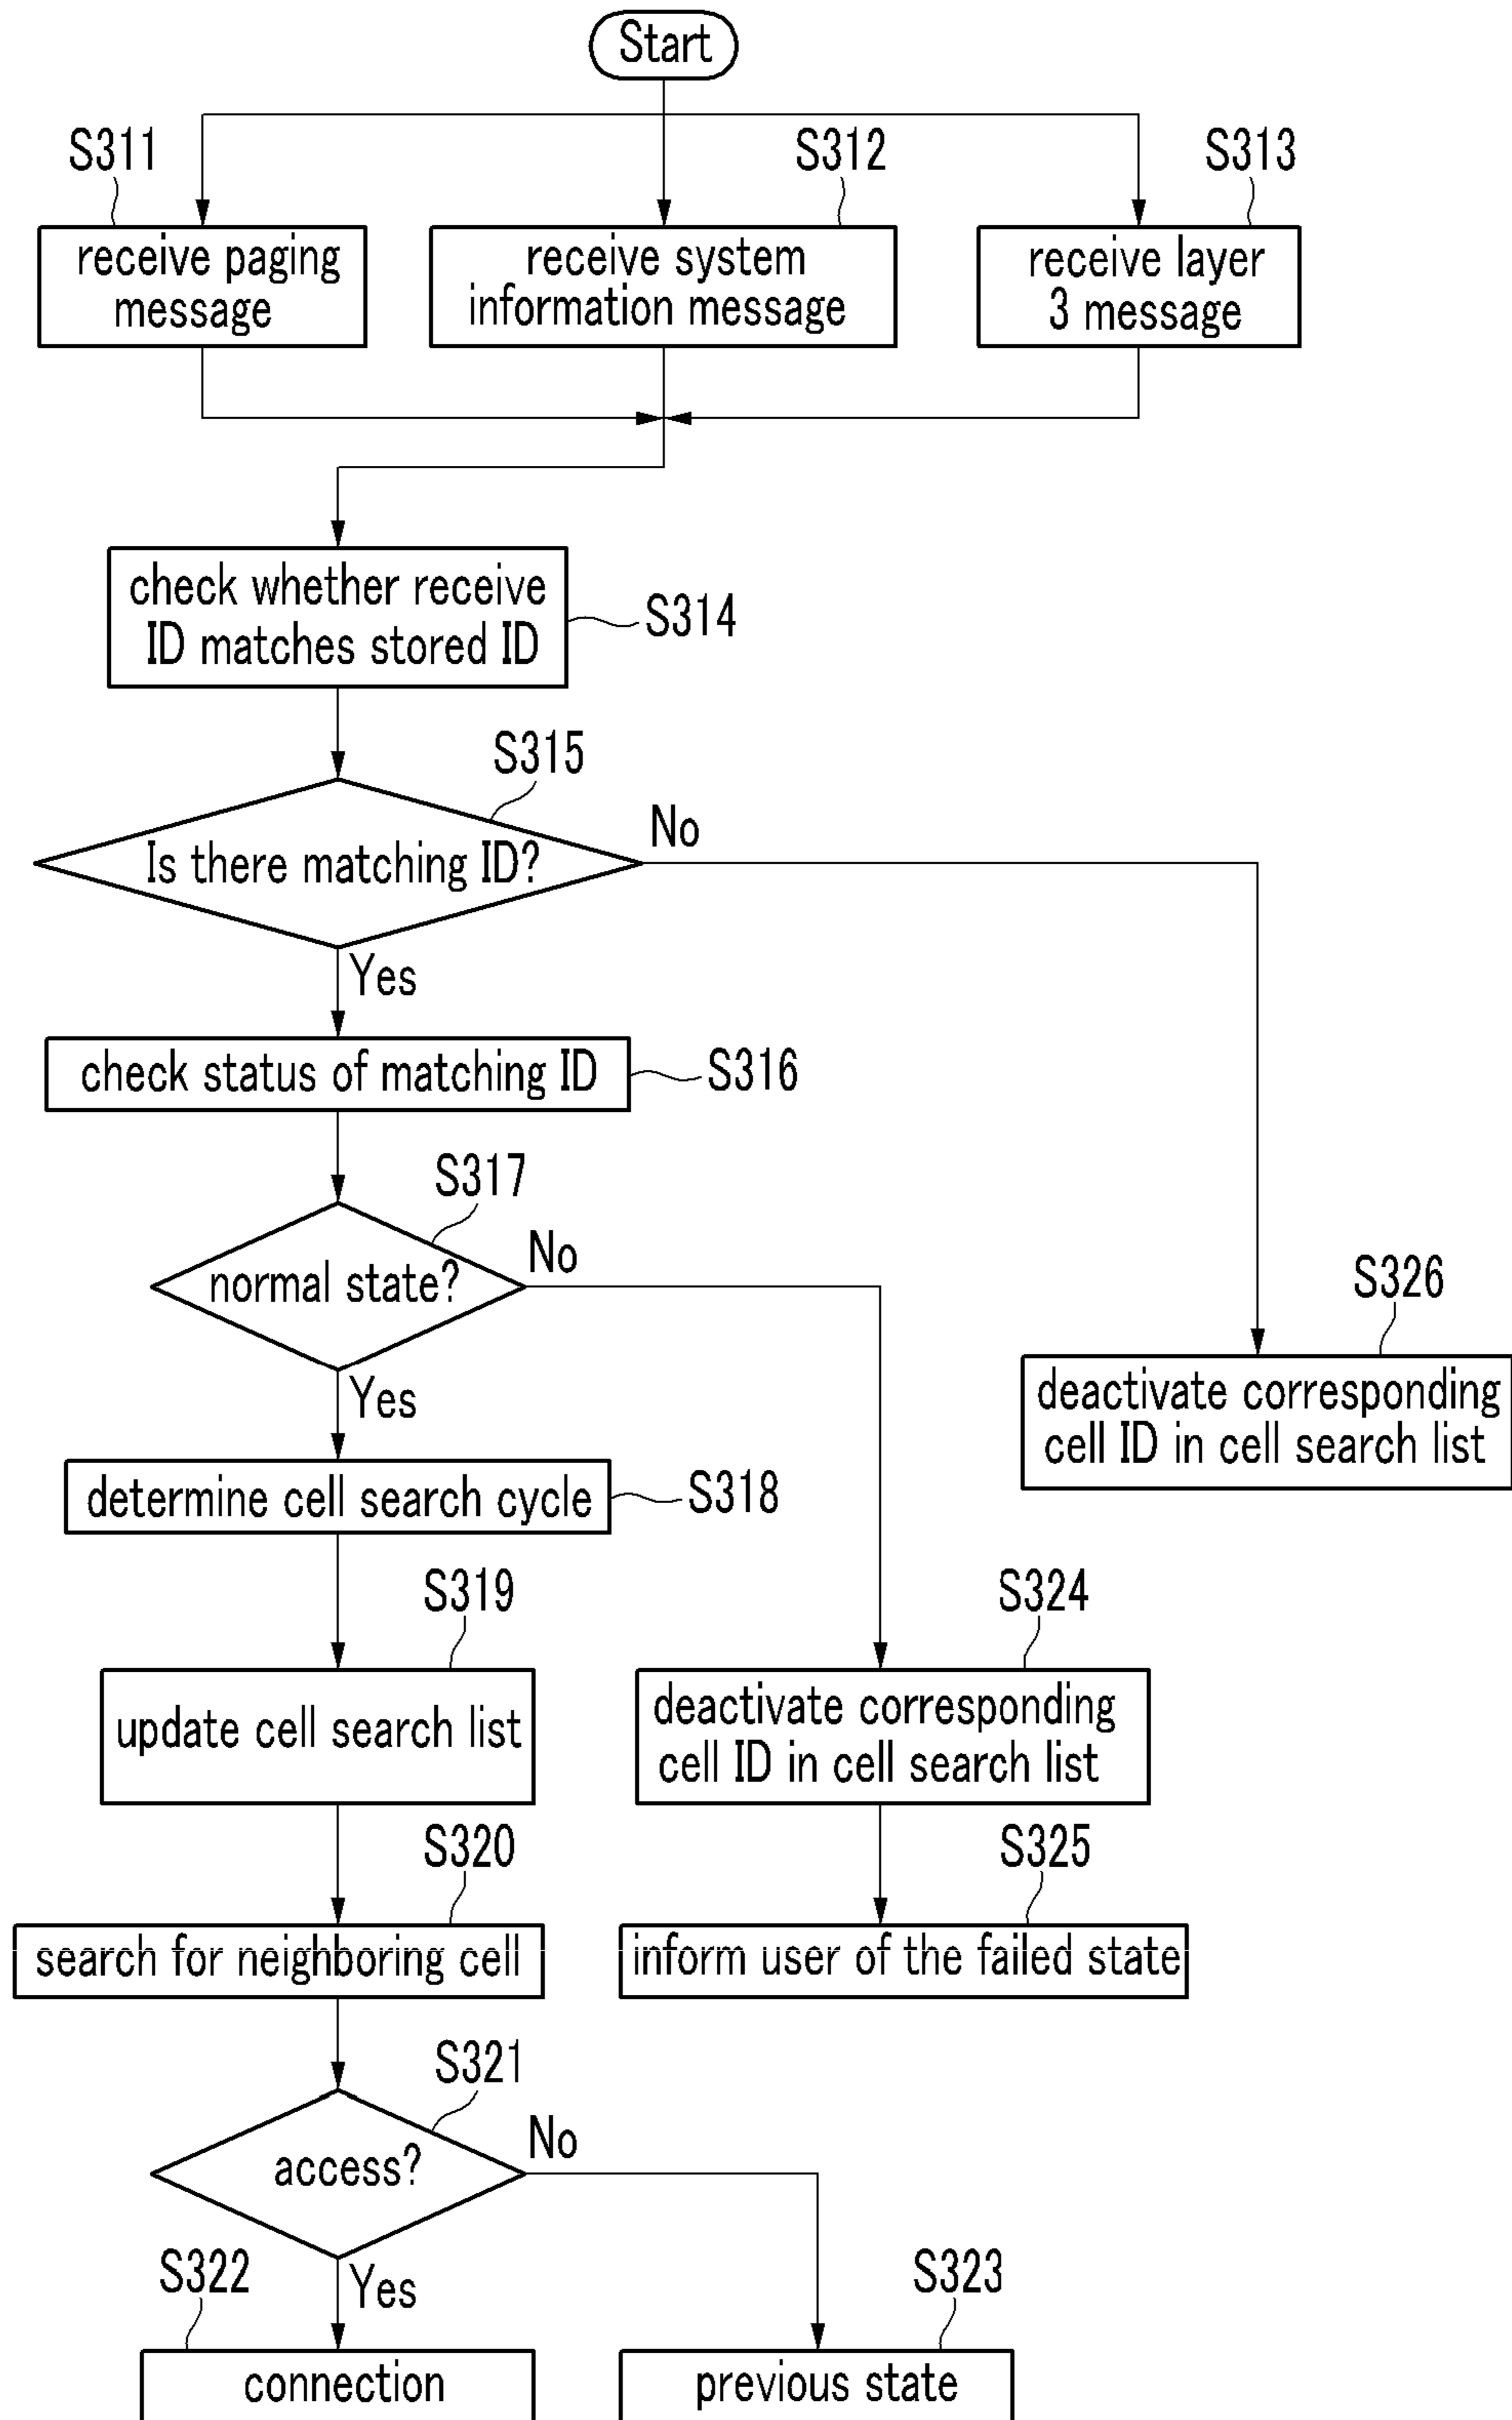 Start
S311
S312
S313
receive paging
message
receive system
information message
receive layer
3 message
check whether receive
ID matches stored ID
S314
S315
Is there matching ID?
No
Yes
check status of matching ID
S316
S317
normal state?
No
Yes
S326
deactivate corresponding
cell ID in cell search list
determine cell search cycle
S318
S319
update cell search list
S324
deactivate corresponding
cell ID in cell search list
S320
search for neighboring cell
S325
inform user of the failed state
S321
access?
No
Yes
S322
connection
S323
previous state